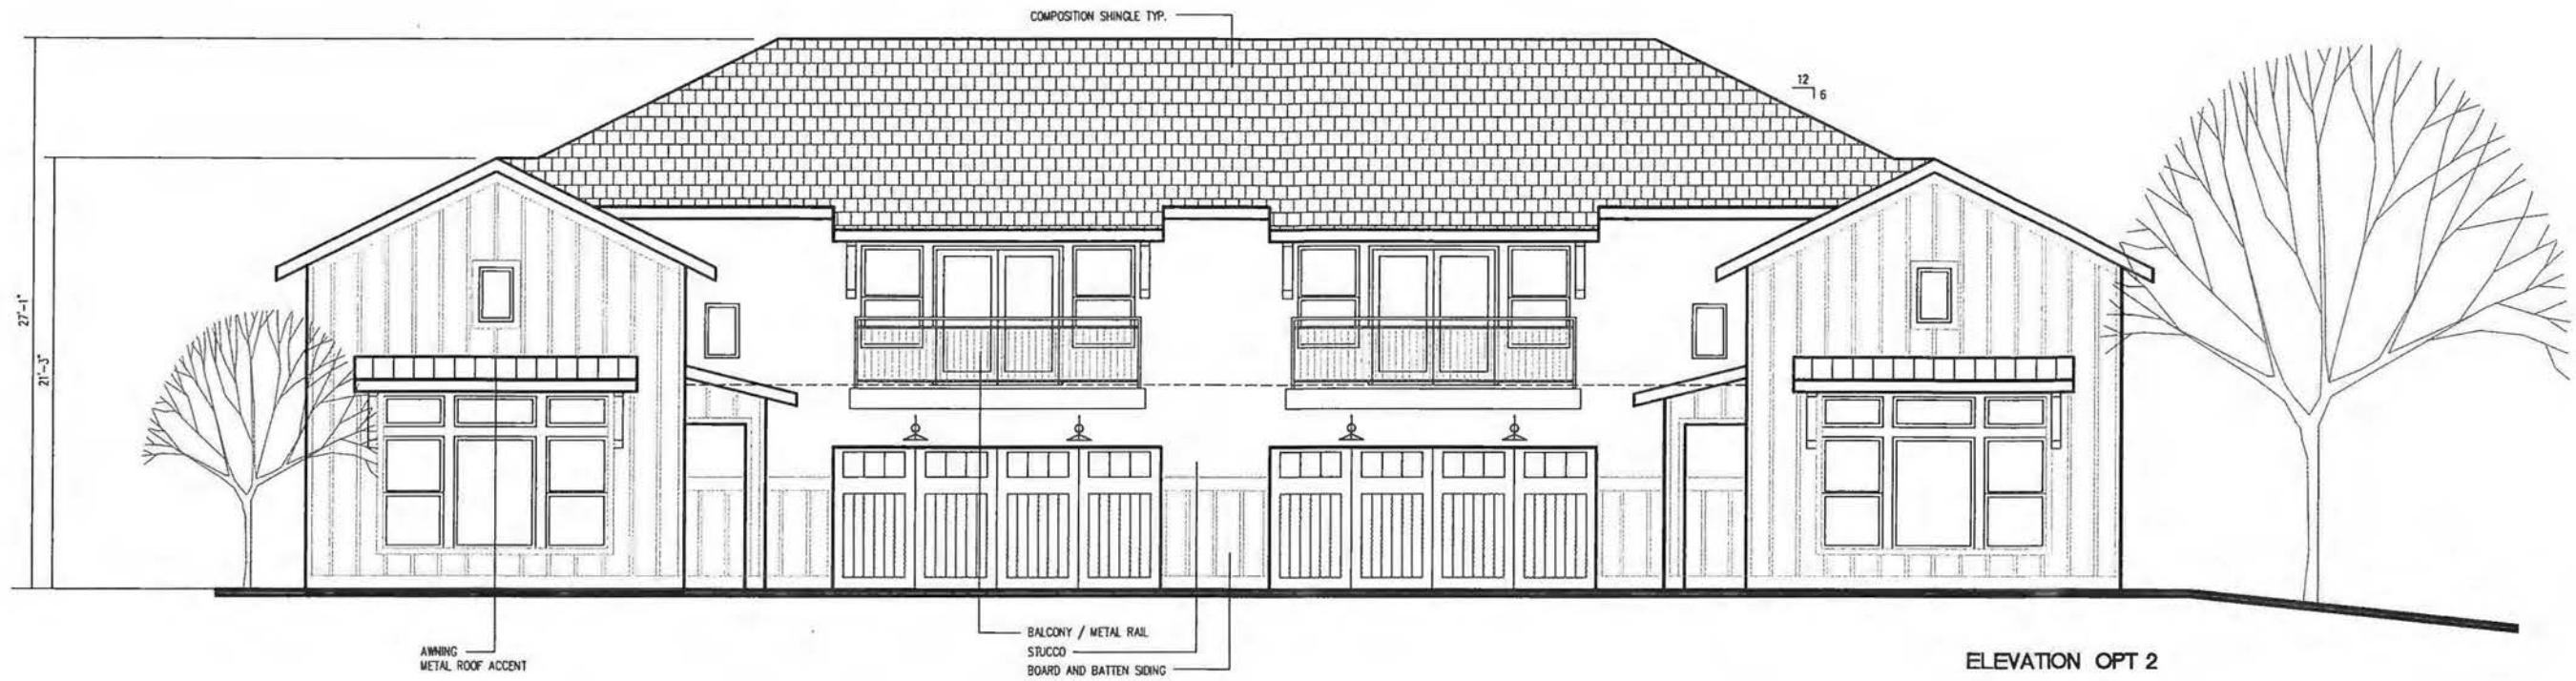 COMPOSITION SHINGLE TYP.
12
6
27'-1"
21'-3"
BALCONY / METAL RAIL
STUCCO
BOARD AND BATTEN SIDING
AWNING
METAL ROOF ACCENT
ELEVATION OPT 2